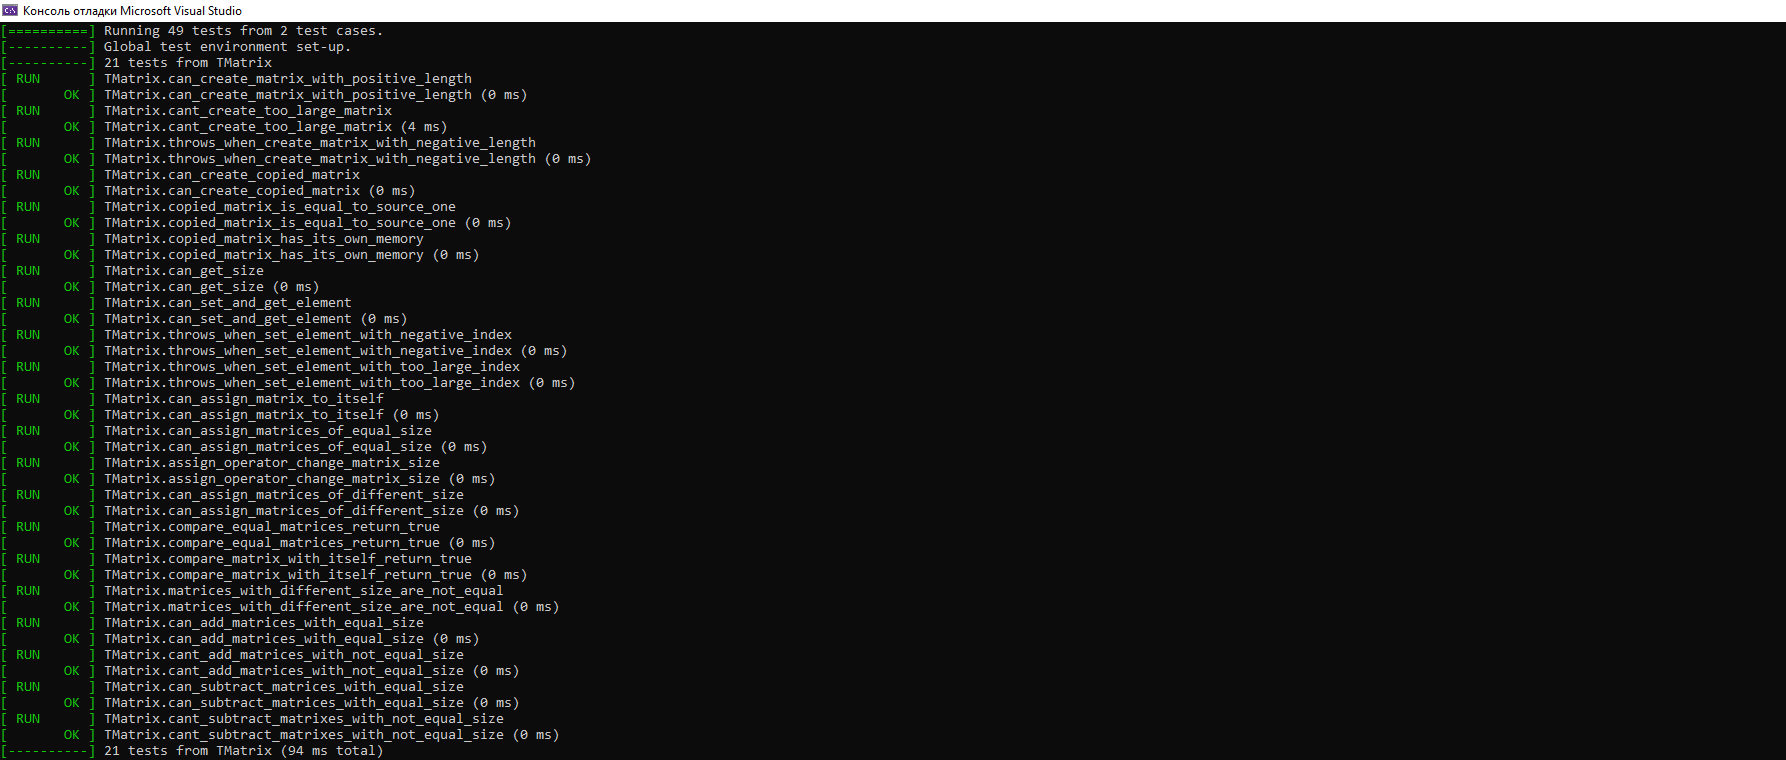 Консоль отладки Microsoft Visual Studio
[==========] Running 49 tests from 2 test cases.
[----------] Global test environment set-up.
[----------] 21 tests from TMatrix
[ RUN      ] TMatrix.can_create_matrix_with_positive_length
[       OK ] TMatrix.can_create_matrix_with_positive_length (0 ms)
[ RUN      ] TMatrix.cant_create_too_large_matrix
[       OK ] TMatrix.cant_create_too_large_matrix (4 ms)
[ RUN      ] TMatrix.throws_when_create_matrix_with_negative_length
[       OK ] TMatrix.throws_when_create_matrix_with_negative_length (0 ms)
[ RUN      ] TMatrix.can_create_copied_matrix
[       OK ] TMatrix.can_create_copied_matrix (0 ms)
[ RUN      ] TMatrix.copied_matrix_is_equal_to_source_one
[       OK ] TMatrix.copied_matrix_is_equal_to_source_one (0 ms)
[ RUN      ] TMatrix.copied_matrix_has_its_own_memory
[       OK ] TMatrix.copied_matrix_has_its_own_memory (0 ms)
[ RUN      ] TMatrix.can_get_size
[       OK ] TMatrix.can_get_size (0 ms)
[ RUN      ] TMatrix.can_set_and_get_element
[       OK ] TMatrix.can_set_and_get_element (0 ms)
[ RUN      ] TMatrix.throws_when_set_element_with_negative_index
[       OK ] TMatrix.throws_when_set_element_with_negative_index (0 ms)
[ RUN      ] TMatrix.throws_when_set_element_with_too_large_index
[       OK ] TMatrix.throws_when_set_element_with_too_large_index (0 ms)
[ RUN      ] TMatrix.can_assign_matrix_to_itself
[       OK ] TMatrix.can_assign_matrix_to_itself (0 ms)
[ RUN      ] TMatrix.can_assign_matrices_of_equal_size
[       OK ] TMatrix.can_assign_matrices_of_equal_size (0 ms)
[ RUN      ] TMatrix.assign_operator_change_matrix_size
[       OK ] TMatrix.assign_operator_change_matrix_size (0 ms)
[ RUN      ] TMatrix.can_assign_matrices_of_different_size
[       OK ] TMatrix.can_assign_matrices_of_different_size (0 ms)
[ RUN      ] TMatrix.compare_equal_matrices_return_true
[       OK ] TMatrix.compare_equal_matrices_return_true (0 ms)
[ RUN      ] TMatrix.compare_matrix_with_itself_return_true
[       OK ] TMatrix.compare_matrix_with_itself_return_true (0 ms)
[ RUN      ] TMatrix.matrices_with_different_size_are_not_equal
[       OK ] TMatrix.matrices_with_different_size_are_not_equal (0 ms)
[ RUN      ] TMatrix.can_add_matrices_with_equal_size
[       OK ] TMatrix.can_add_matrices_with_equal_size (0 ms)
[ RUN      ] TMatrix.cant_add_matrices_with_not_equal_size
[       OK ] TMatrix.cant_add_matrices_with_not_equal_size (0 ms)
[ RUN      ] TMatrix.can_subtract_matrices_with_equal_size
[       OK ] TMatrix.can_subtract_matrices_with_equal_size (0 ms)
[ RUN      ] TMatrix.cant_subtract_matrixes_with_not_equal_size
[       OK ] TMatrix.cant_subtract_matrixes_with_not_equal_size (0 ms)
[----------] 21 tests from TMatrix (94 ms total)